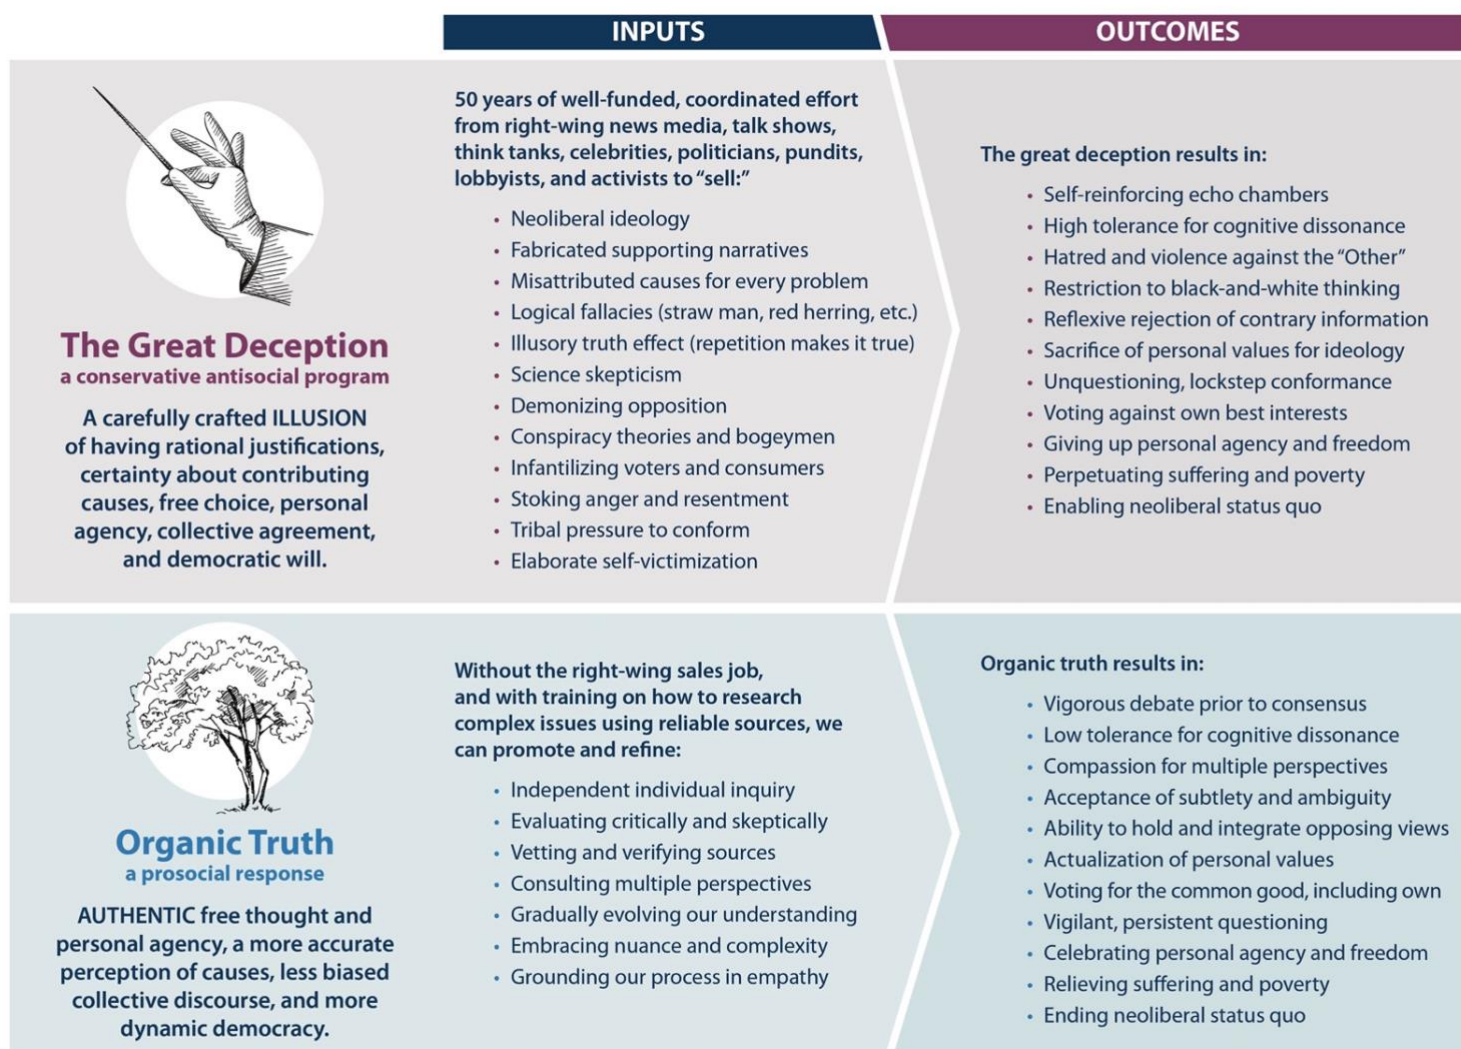 INPUTS
OUTCOMES
The Great Deception
a conservative antisocial program
A carefully crafted ILLUSION
of having rational justifications,
certainty about contributing
causes, free choice, personal
agency, collective agreement,
and democratic will.
50 years of well-funded, coordinated effort
from right-wing news media, talk shows,
think tanks, celebrities, politicians, pundits,
lobbyists, and activists to “sell:”
• Neoliberal ideology
• Fabricated supporting narratives
• Misattributed causes for every problem
• Logical fallacies (straw man, red herring, etc.)
• Illusory truth effect (repetition makes it true)
• Science skepticism
• Demonizing opposition
• Conspiracy theories and bogeymen
• Infantilizing voters and consumers
• Stoking anger and resentment
• Tribal pressure to conform
• Elaborate self-victimization
The great deception results in:
• Self-reinforcing echo chambers
• High tolerance for cognitive dissonance
• Hatred and violence against the “Other”
• Restriction to black-and-white thinking
• Reflexive rejection of contrary information
• Sacrifice of personal values for ideology
• Unquestioning, lockstep conformance
• Voting against own best interests
• Giving up personal agency and freedom
• Perpetuating suffering and poverty
• Enabling neoliberal status quo
Organic Truth
a prosocial response
AUTHENTIC free thought and
personal agency, a more accurate
perception of causes, less biased
collective discourse, and more
dynamic democracy.
Without the right-wing sales job,
and with training on how to research
complex issues using reliable sources, we
can promote and refine:
• Independent individual inquiry
• Evaluating critically and skeptically
• Vetting and verifying sources
• Consulting multiple perspectives
• Gradually evolving our understanding
• Embracing nuance and complexity
• Grounding our process in empathy
Organic truth results in:
• Vigorous debate prior to consensus
• Low tolerance for cognitive dissonance
• Compassion for multiple perspectives
• Acceptance of subtlety and ambiguity
• Ability to hold and integrate opposing views
• Actualization of personal values
• Voting for the common good, including own
• Vigilant, persistent questioning
• Celebrating personal agency and freedom
• Relieving suffering and poverty
• Ending neoliberal status quo